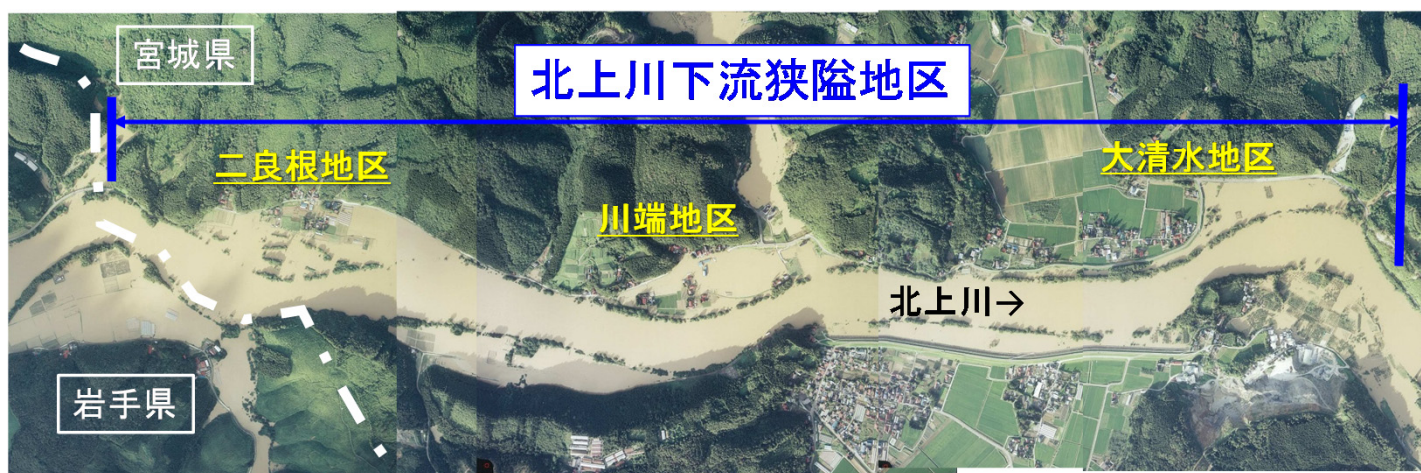 宮城県
北上川下流狭隘地区
二良根地区
大清水地区
川端地区
北上川→
岩手県